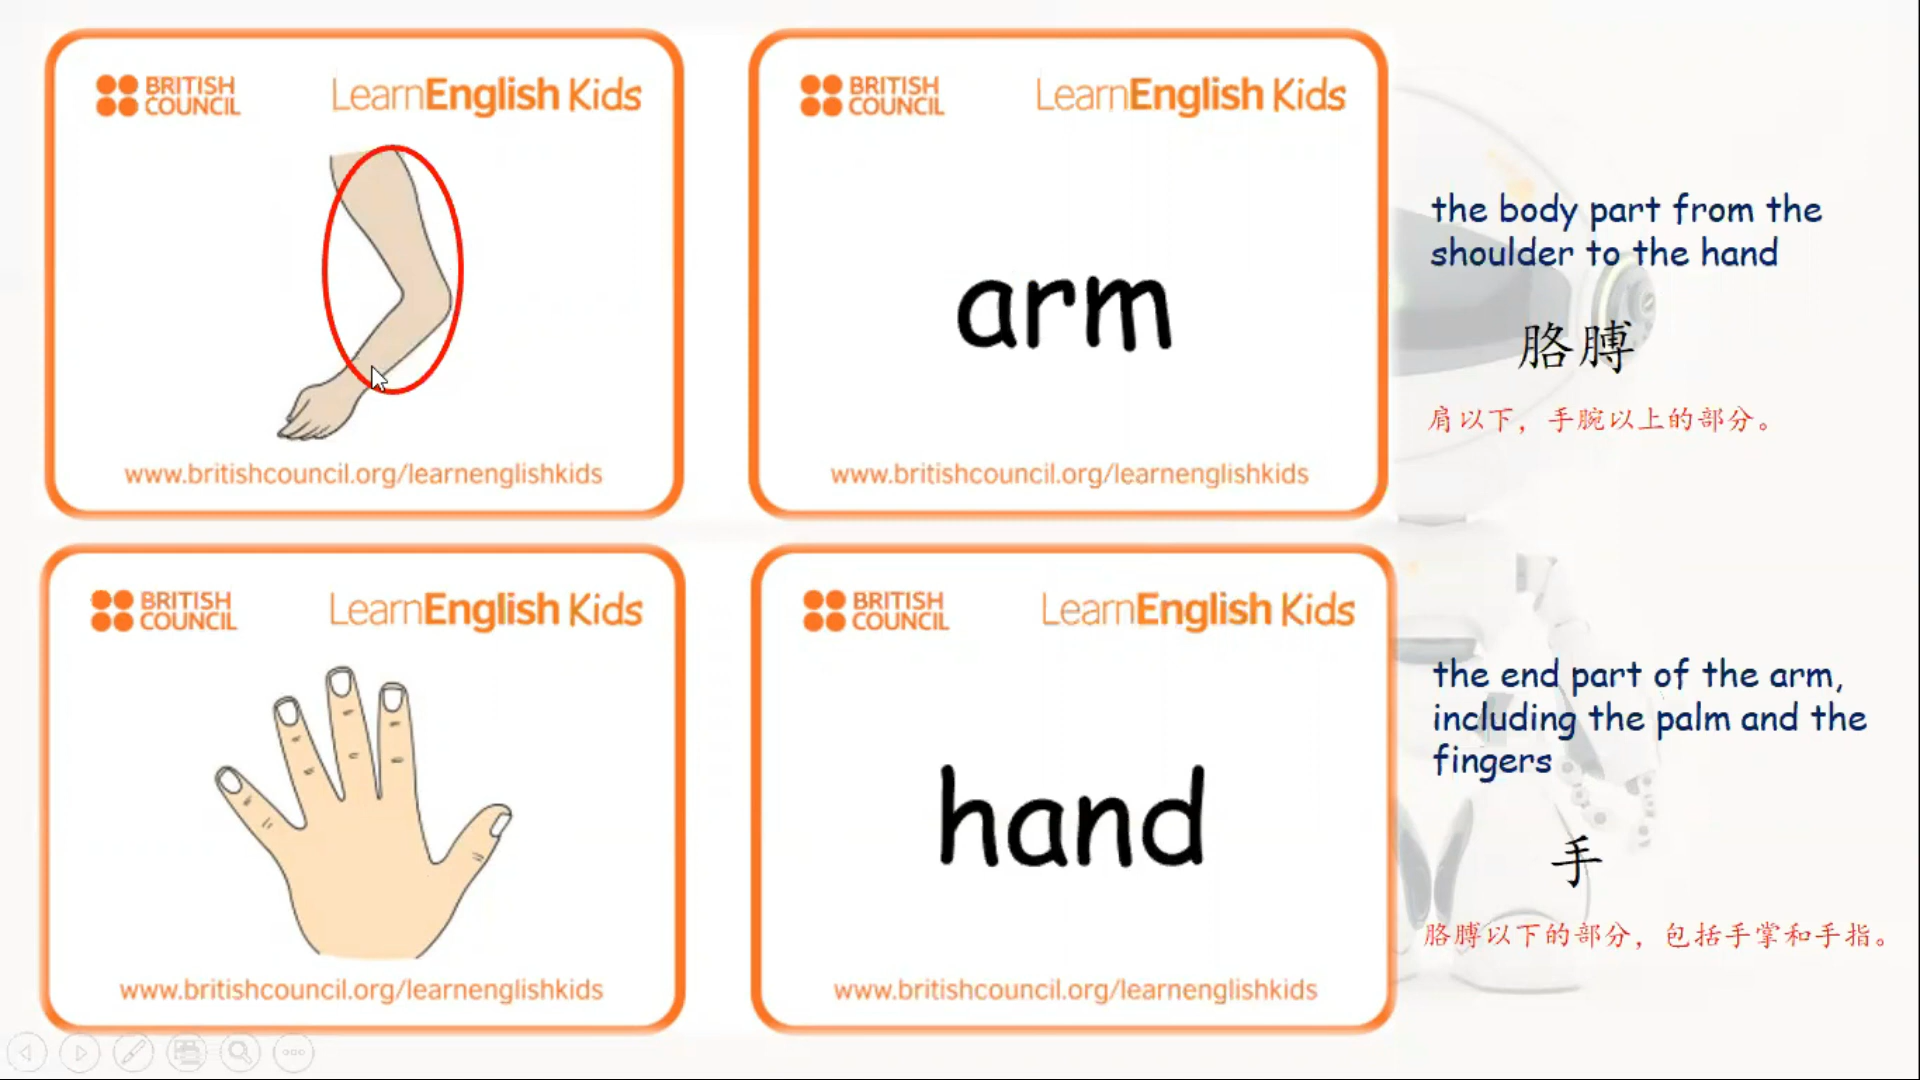 BRITISH
COUNCIL
LearnEnglish Kids
www.britishcouncil.org/learnenglishkids
BRITISH
COUNCIL
LearnEnglish Kids
arm
www.britishcouncil.org/learnenglishkids
the body part from the
shoulder to the hand
胳膊
肩以下，手腕以上的部分。
BRITISH
COUNCIL
LearnEnglish Kids
www.britishcouncil.org/learnenglishkids
BRITISH
COUNCIL
LearnEnglish Kids
hand
www.britishcouncil.org/learnenglishkids
the end part of the arm,
including the palm and the
fingers
手
胳膊以下的部分，包括手掌和手指。